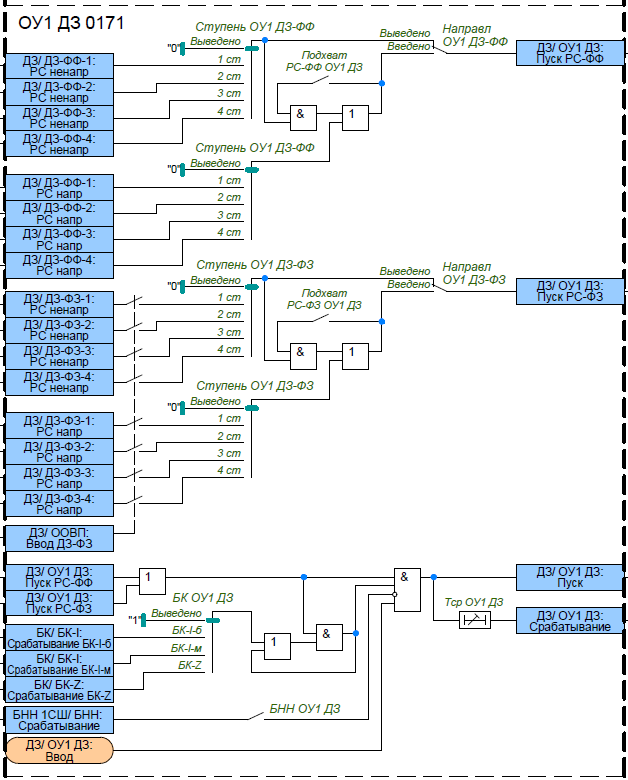 ОУ1 ДЗ 0171
Ступень ОУ1 ДЗ-ФФ
"0" Выведено
1 ст
2 ст
3 ст
4 ст
Подхват
РС-ФФ ОУ1 ДЗ
Выведено
Введено
Направл
ОУ1 ДЗ-ФФ
ДЗ/ ОУ1 ДЗ:
Пуск РС-ФФ
ДЗ/ ДЗ-ФФ-1:
РС ненапр
ДЗ/ ДЗ-ФФ-2:
РС ненапр
ДЗ/ ДЗ-ФФ-3:
РС ненапр
ДЗ/ ДЗ-ФФ-4:
РС ненапр
&
1
Ступень ОУ1 ДЗ-ФФ
"0" Выведено
1 ст
2 ст
3 ст
4 ст
ДЗ/ ДЗ-ФФ-1:
РС напр
ДЗ/ ДЗ-ФФ-2:
РС напр
ДЗ/ ДЗ-ФФ-3:
РС напр
ДЗ/ ДЗ-ФФ-4:
РС напр
Ступень ОУ1 ДЗ-ФЗ
"0" Выведено
1 ст
2 ст
3 ст
4 ст
Подхват
РС-ФЗ ОУ1 ДЗ
Выведено
Введено
Направл
ОУ1 ДЗ-ФЗ
ДЗ/ ОУ1 ДЗ:
Пуск РС-ФЗ
ДЗ/ ДЗ-ФЗ-1:
РС ненапр
ДЗ/ ДЗ-ФЗ-2:
РС ненапр
ДЗ/ ДЗ-ФЗ-3:
РС ненапр
ДЗ/ ДЗ-ФЗ-4:
РС ненапр
&
1
Ступень ОУ1 ДЗ-ФЗ
"0" Выведено
1 ст
2 ст
3 ст
4 ст
ДЗ/ ДЗ-ФЗ-1:
РС напр
ДЗ/ ДЗ-ФЗ-2:
РС напр
ДЗ/ ДЗ-ФЗ-3:
РС напр
ДЗ/ ДЗ-ФЗ-4:
РС напр
ДЗ/ ООВП:
Ввод ДЗ-ФЗ
ДЗ/ ОУ1 ДЗ:
Пуск РС-ФФ
ДЗ/ ОУ1 ДЗ:
Пуск РС-ФЗ
1
&
ДЗ/ ОУ1 ДЗ:
Пуск
Тср ОУ1 ДЗ
ДЗ/ ОУ1 ДЗ:
Срабатывание
БК ОУ1 ДЗ
"1" Выведено
БК-I-б
БК-I-м
БК-Z
БК/ БК-I:
Срабатывание БК-I-б
БК/ БК-I:
Срабатывание БК-I-м
БК/ БК-Z:
Срабатывание БК-Z
1
&
БНН 1СШ/ БНН:
Срабатывание
БНН ОУ1 ДЗ
ДЗ/ ОУ1 ДЗ:
Ввод